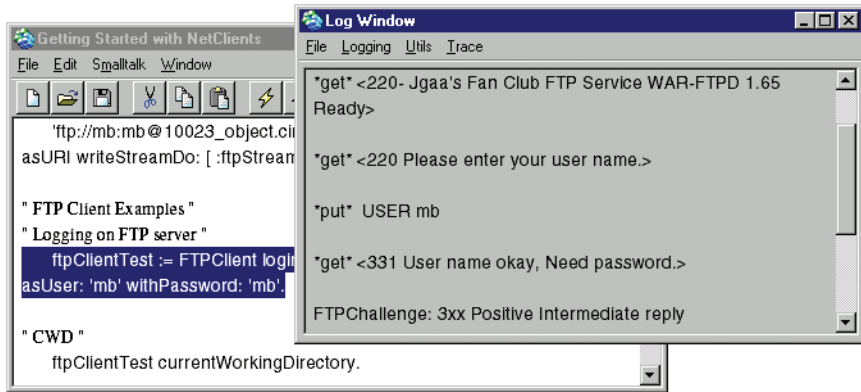 Getting Started with NetClients
File Edit Smalltalk Window
'ftp://mb:mb@10023_object.ci
asURI writeStreamDo: [ :ftpStream
" FTP Client Examples "
" Logging on FTP server "
ftpClientTest := FTPClient login
asUser: 'mb' withPassword: 'mb'.
" CWD "
ftpClientTest currentWorkingDirectory.
Log Window
File Logging Utils Trace
*get* <220- Jgaa's Fan Club FTP Service WAR-FTPD 1.65
Ready>
*get* <220 Please enter your user name.>
*put* USER mb
*get* <331 User name okay, Need password.>
FTPChallenge: 3xx Positive Intermediate reply